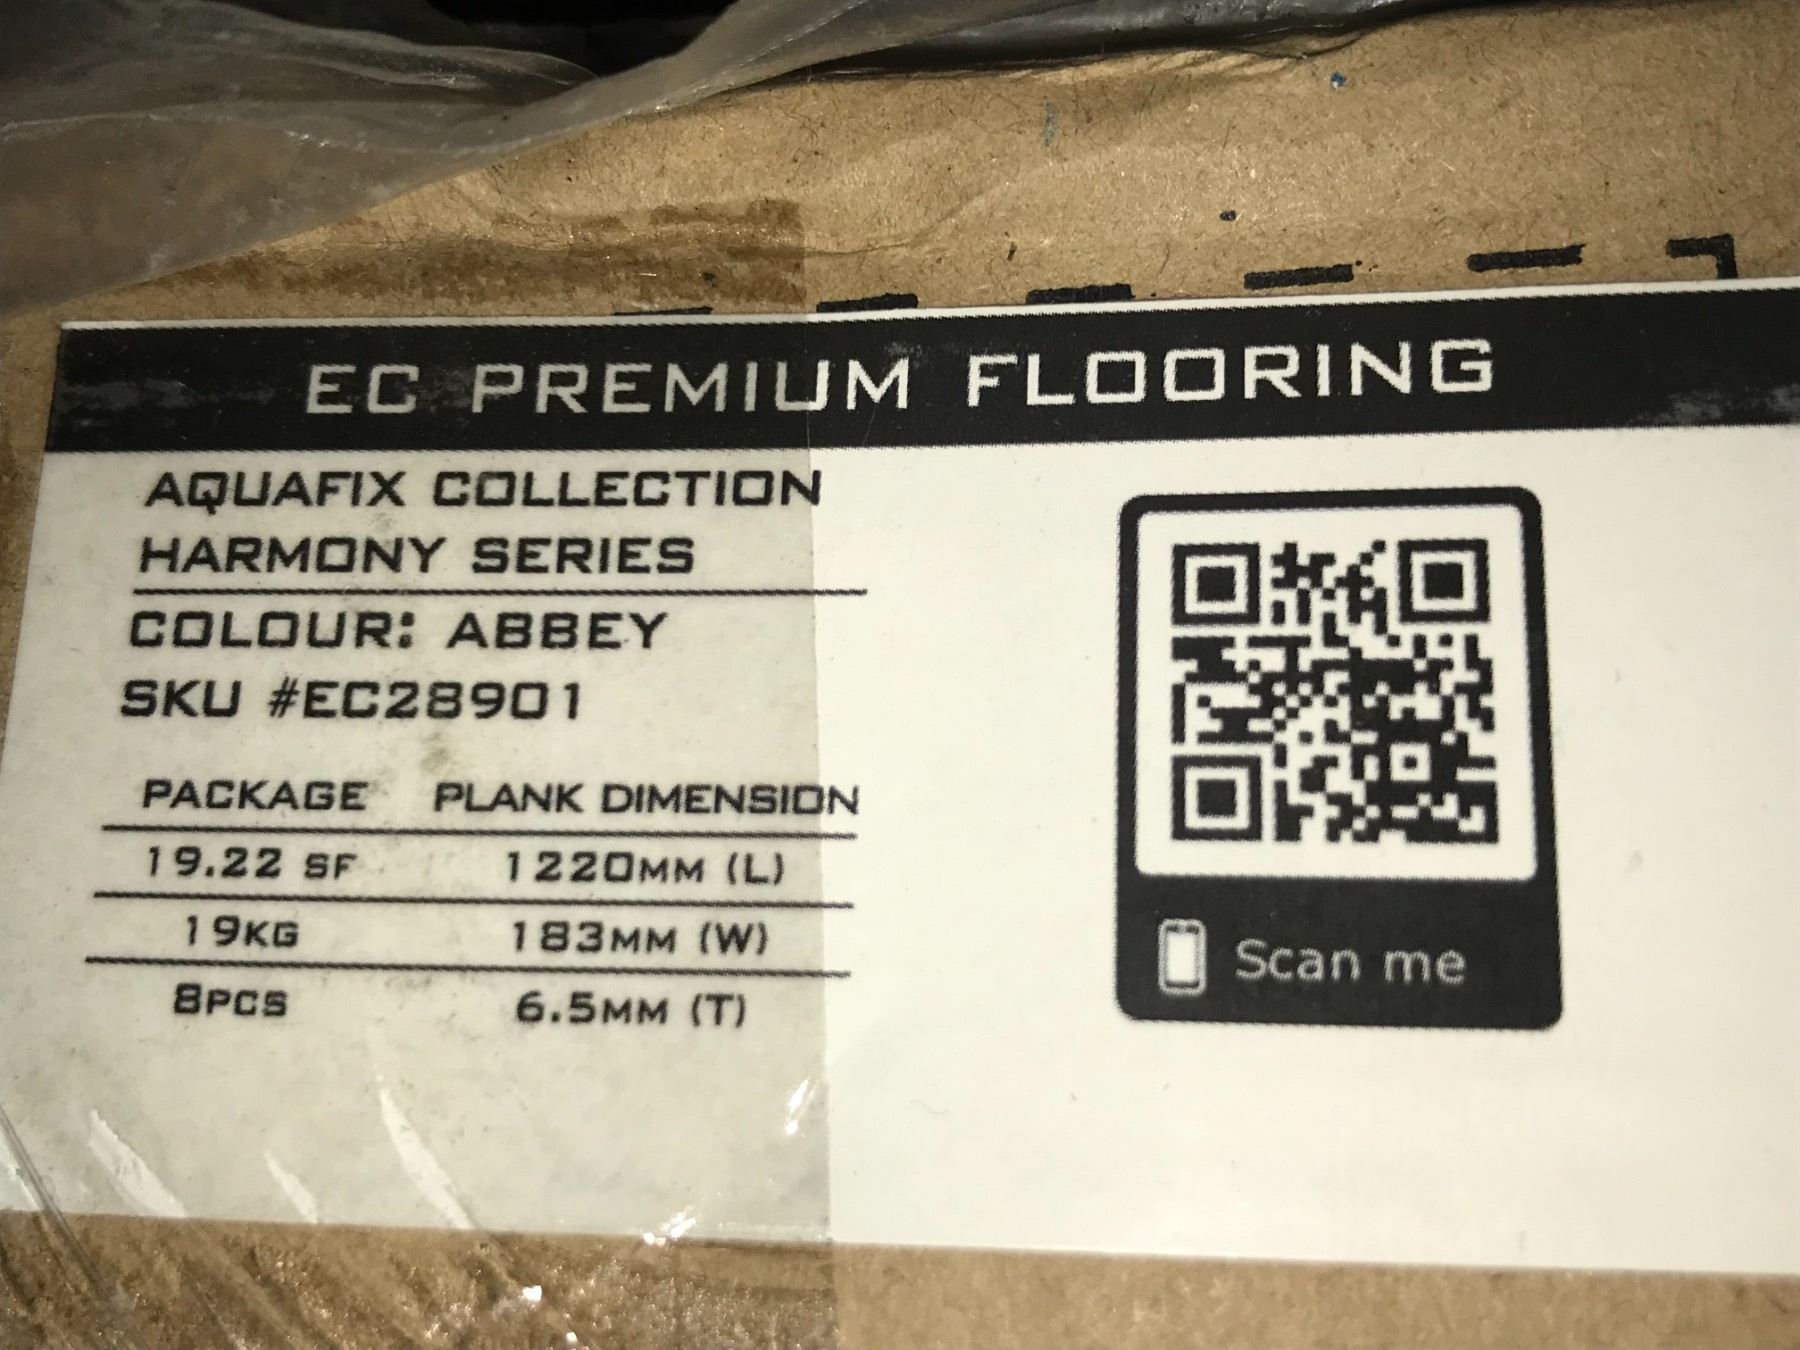 EC PREMIUM FLOORING
AQUAFIX COLLECTION
HARMONY SERIES
COLOUR: ABBEY
SKU #EC28901
PACKAGE PLANK DIMENSION
19.22 SF 1220MM (L)
19KG 183MM (W)
8PCS 6.5MM (T)
Scan me